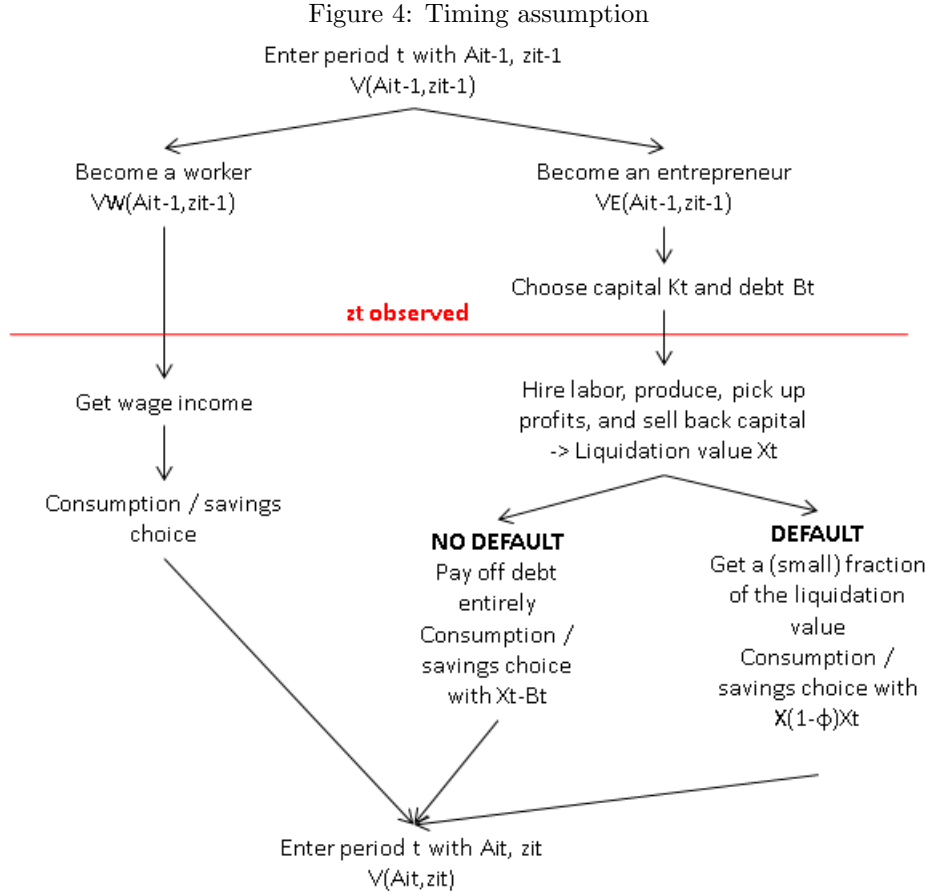 Figure 4: Timing assumption
Enter period t with Ait-1, zit-1
V(Ait-1,zit-1)
Become a worker
VW(Ait-1,zit-1)
Become an entrepreneur
VE(Ait-1,zit-1)
Choose capital Kt and debt Bt
zt observed
Get wage income
Consumption / savings
choice
Hire labor, produce, pick up
profits, and sell back capital
-> Liquidation value Xt
NO DEFAULT
Pay off debt
entirely
Consumption /
savings choice
with Xt-Bt
DEFAULT
Get a (small) fraction
of the liquidation
value
Consumption /
savings choice with
X(1-ϕ)Xt
Enter period t with Ait, zit
V(Ait,zit)